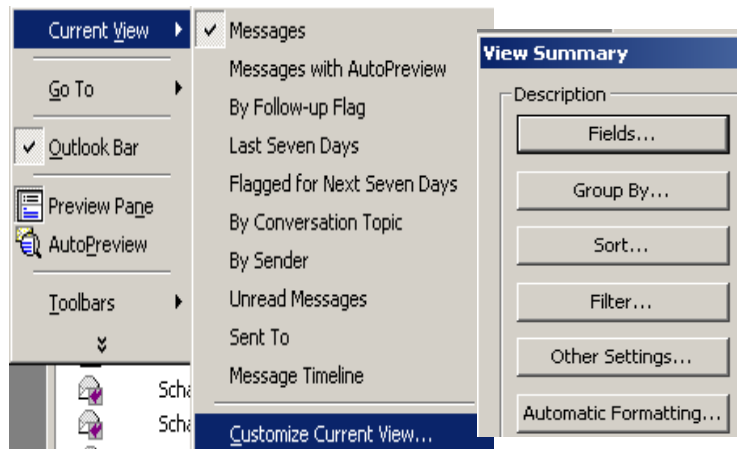 Current View
Go To
Outlook Bar
Preview Pane
AutoPreview
Toolbars
Scha
Scha
Messages
Messages with AutoPreview
By Follow-up Flag
Last Seven Days
Flagged for Next Seven Days
By Conversation Topic
By Sender
Unread Messages
Sent To
Message Timeline
Customize Current View...
View Summary
Description
Fields...
Group By...
Sort...
Filter...
Other Settings...
Automatic Formatting...